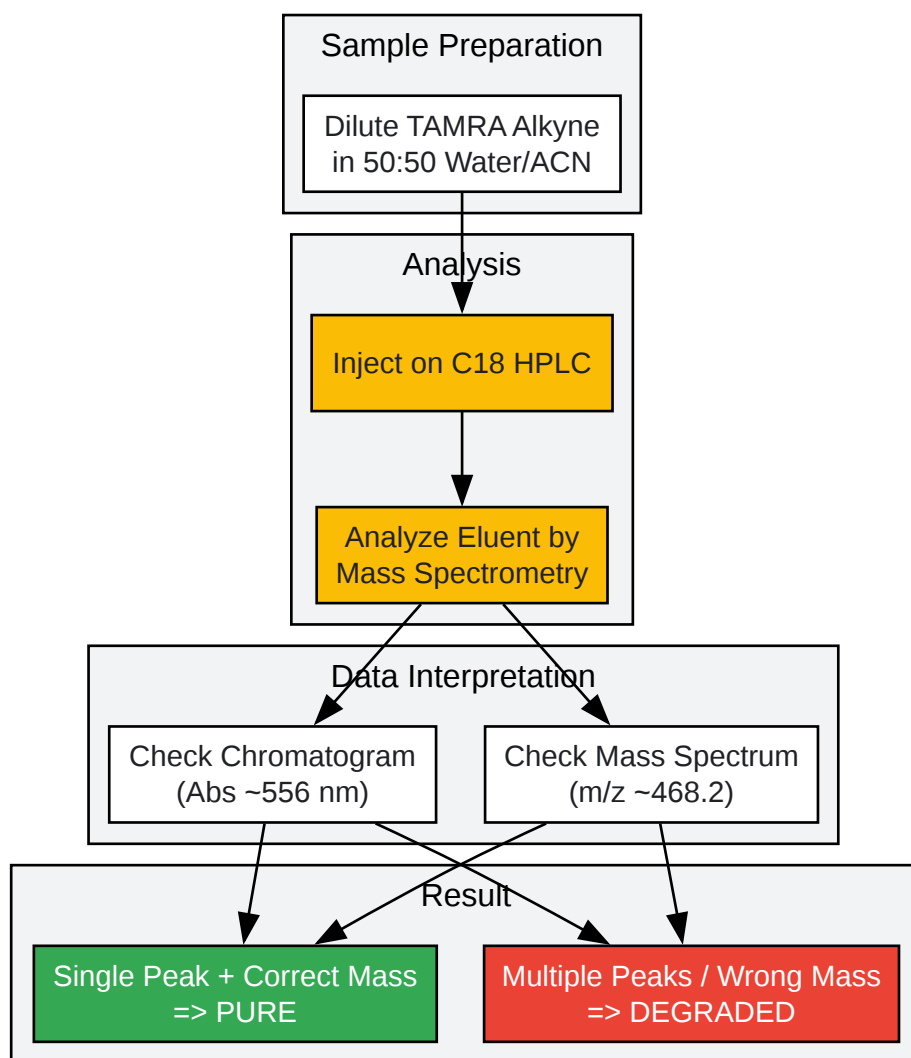 Sample Preparation
Dilute TAMRA Alkyne
in 50:50 Water/ACN
Analysis
Inject on C18 HPLC
Analyze Eluent by
Mass Spectrometry
Data Interpretation
Check Chromatogram
(Abs ~556 nm)
Check Mass Spectrum
(m/z ~468.2)
Result
Single Peak + Correct Mass
=> PURE
Multiple Peaks / Wrong Mass
=> DEGRADED